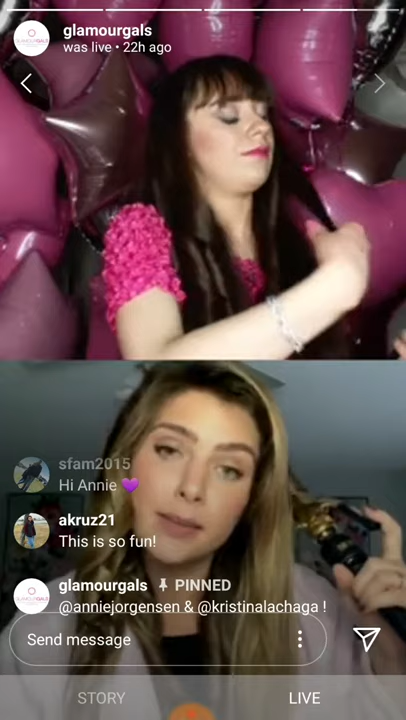 glamourgals
was live • 22h ago
sfam2015
Hi Annie 💜
akruz21
This is so fun!
glamourgals PINNED
@anniejorgensen & @kristinalachaga !
Send message
STORY LIVE